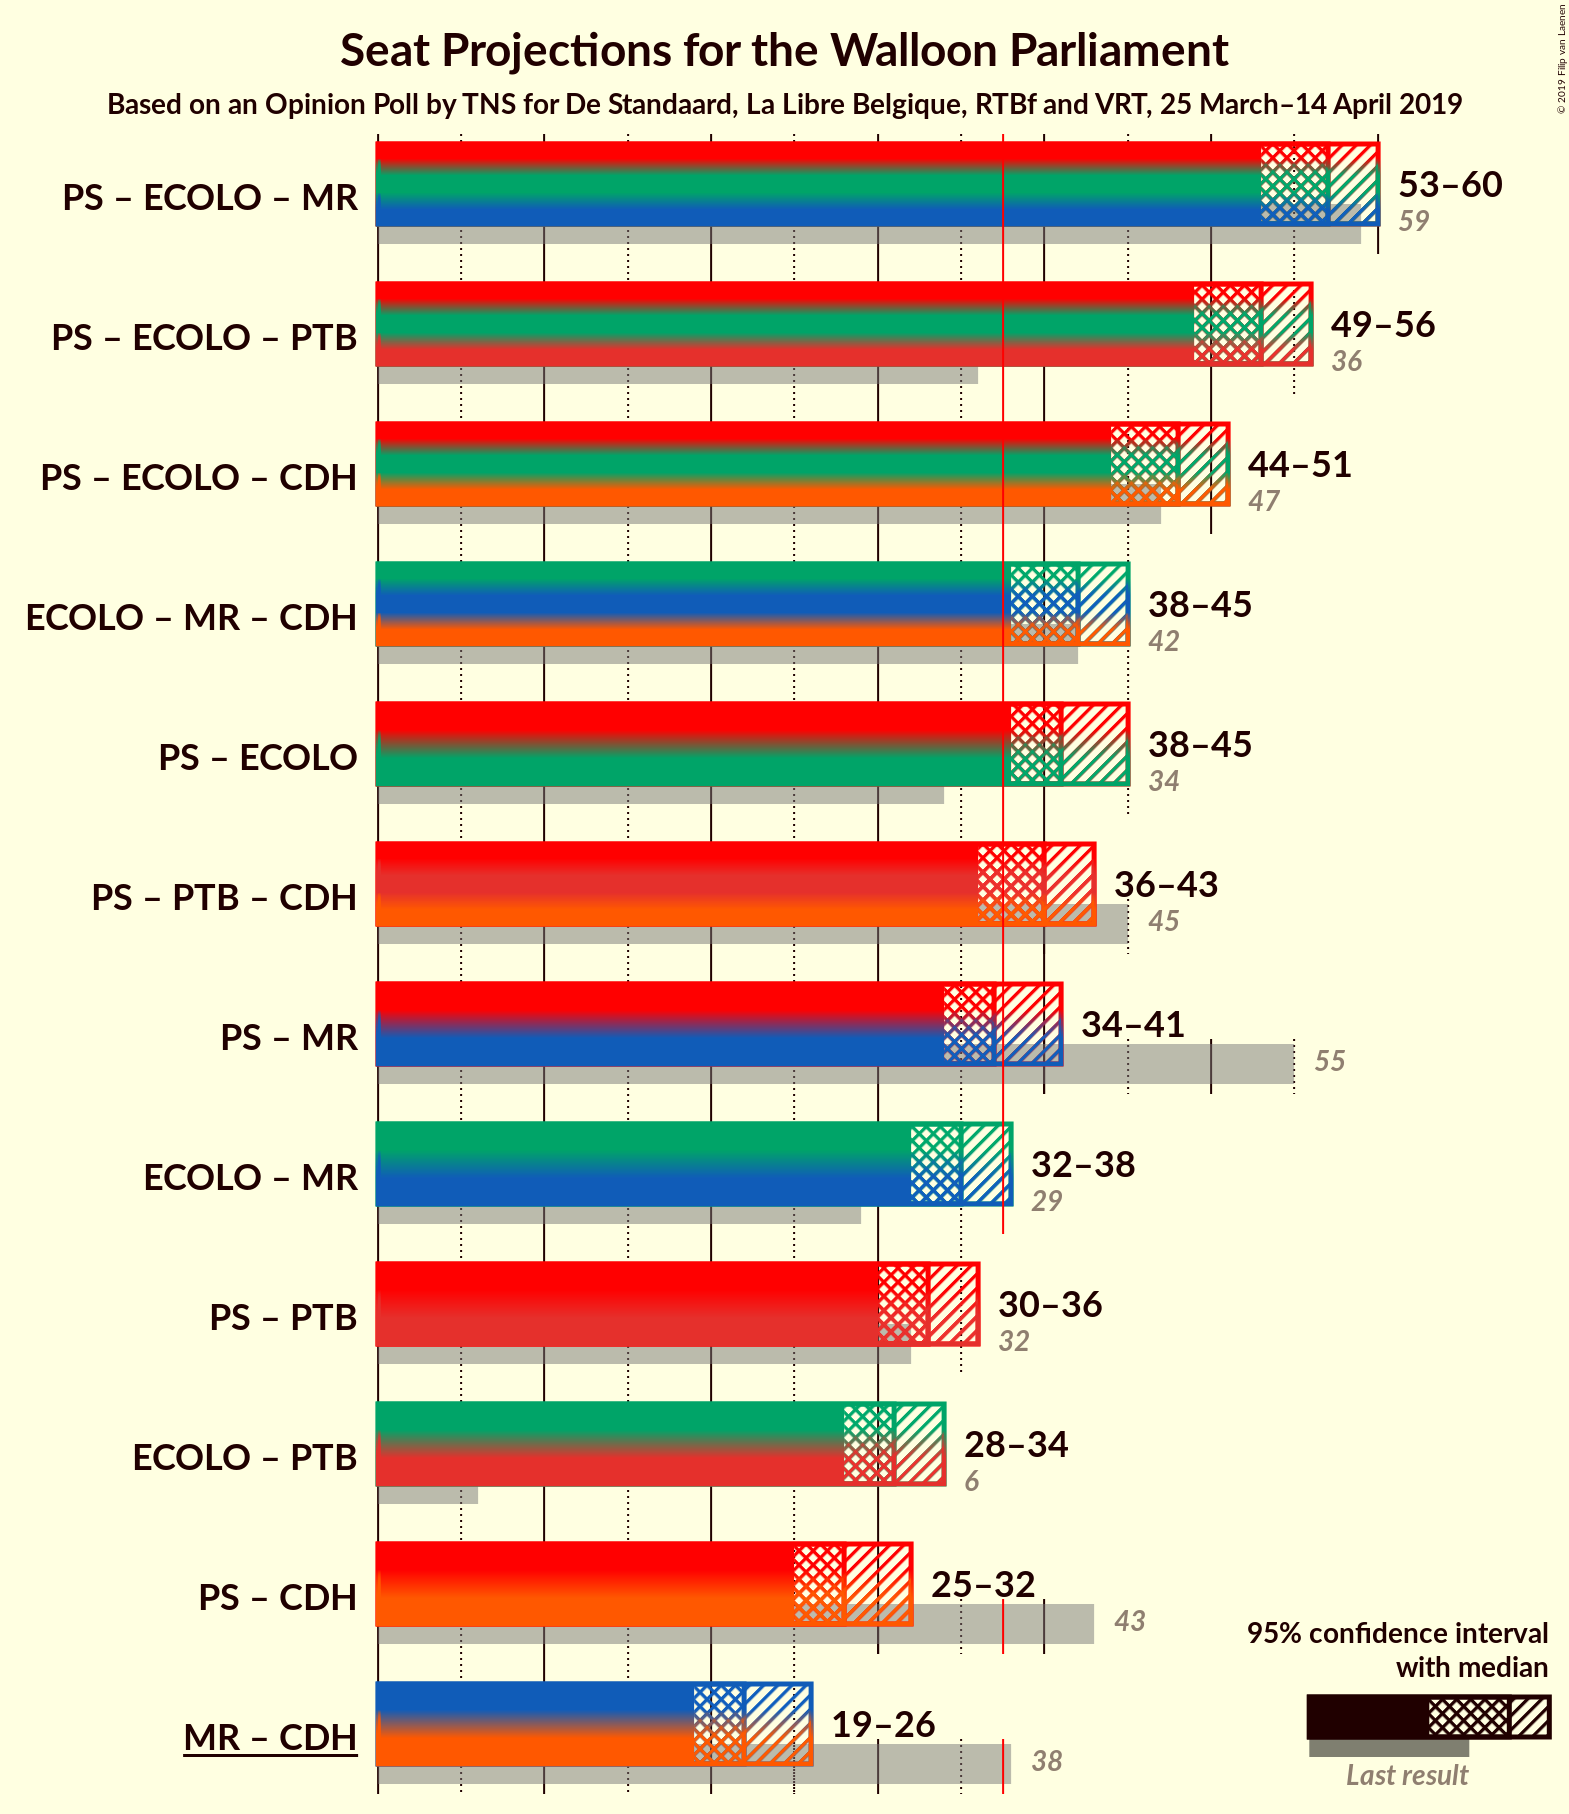 Seat Projections for the Walloon Parliament
Based on an Opinion Poll by TNS for De Standaard, La Libre Belgique, RTBf and VRT, 25 March–14 April 2019
© 2019 Filip van Laenen
PS – ECOLO – MR
53–60
59
PS – ECOLO – PTB
49–56
36
PS – ECOLO – CDH
44–51
47
ECOLO – MR – CDH
38–45
42
PS – ECOLO
38–45
34
PS – PTB – CDH
36–43
45
PS – MR
34–41
55
ECOLO – MR
32–38
29
PS – PTB
30–36
32
ECOLO – PTB
28–34
6
PS – CDH
25–32
43
MR – CDH
19–26
38
95% confidence interval
with median
Last result